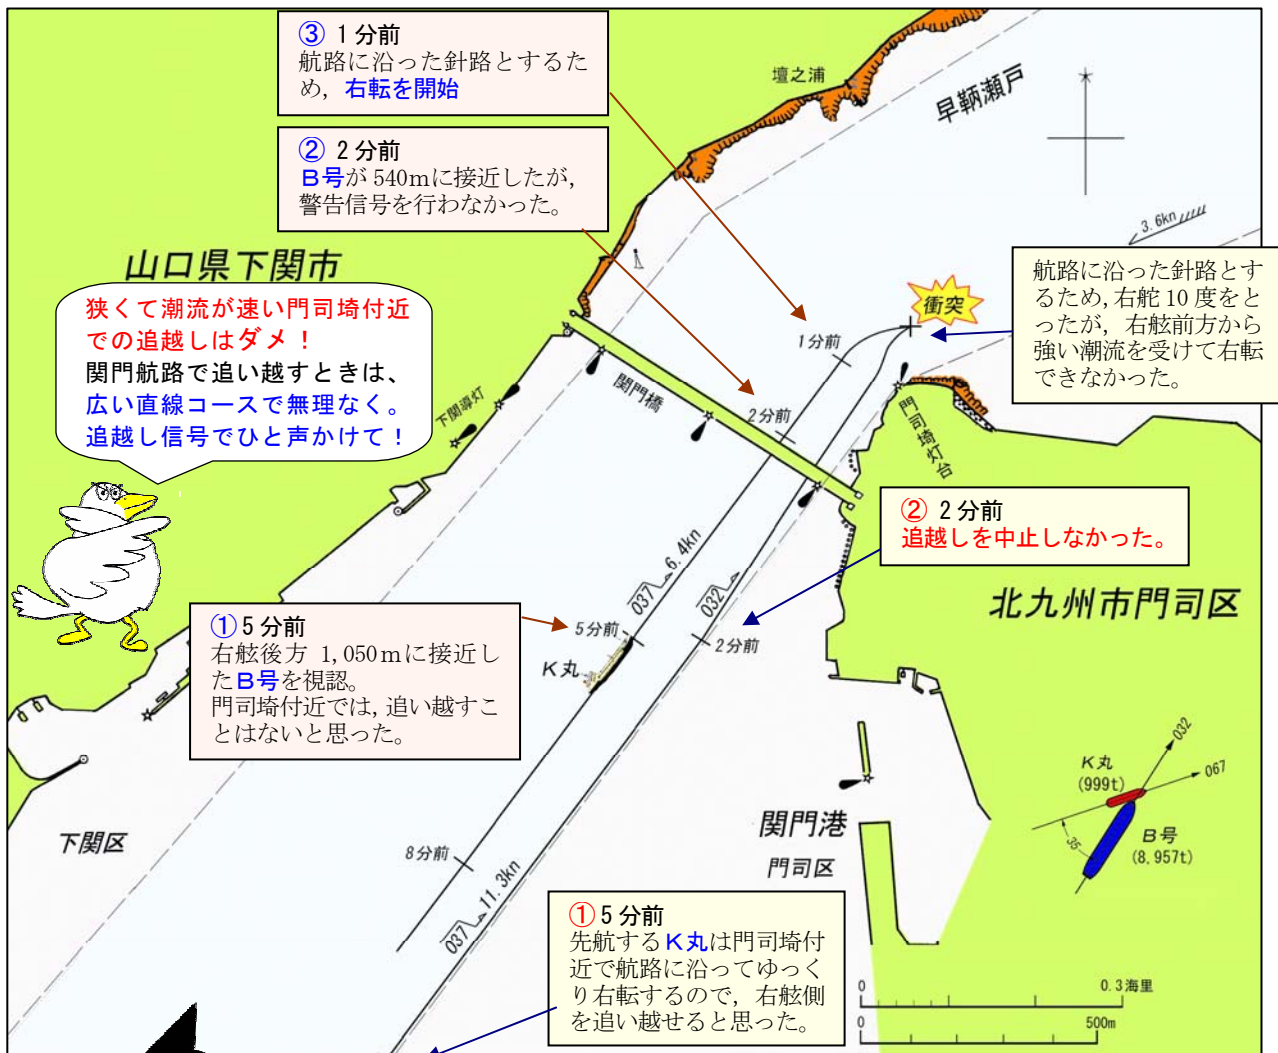 ③ 1分前
航路に沿った針路とするた
め，右転を開始
② 2分前
B号が540mに接近したが，
警告信号を行わなかった。
壇之浦
早鞆瀬戸
3.6kn
山口県下関市
狭くて潮流が速い門司埼付近
での追越しはダメ！
関門航路で追い越すときは、
広い直線コースで無理なく。
追越し信号でひと声かけて！
航路に沿った針路とす
るため,右舵10度をと
ったが，右舷前方から
強い潮流を受けて右転
できなかった。
衝突
1分前
関門橋
2分前
下関導灯
門司埼灯台
② 2分前
追越しを中止しなかった。
北九州市門司区
037 6.4kn
032
① 5分前
右舷後方 1,050mに接近し
たB号を視認。
門司埼付近では,追い越すこ
とはないと思った。
5分前
K丸
2分前
032
067
K丸
(999t)
35
B号
(8,957t)
下関区
8分前
関門港
門司区
037 11.3kn
① 5分前
先航するK丸は門司埼付
近で航路に沿ってゆっく
り右転するので，右舷側
を追い越せると思った。
0 0.3海里
0 500m